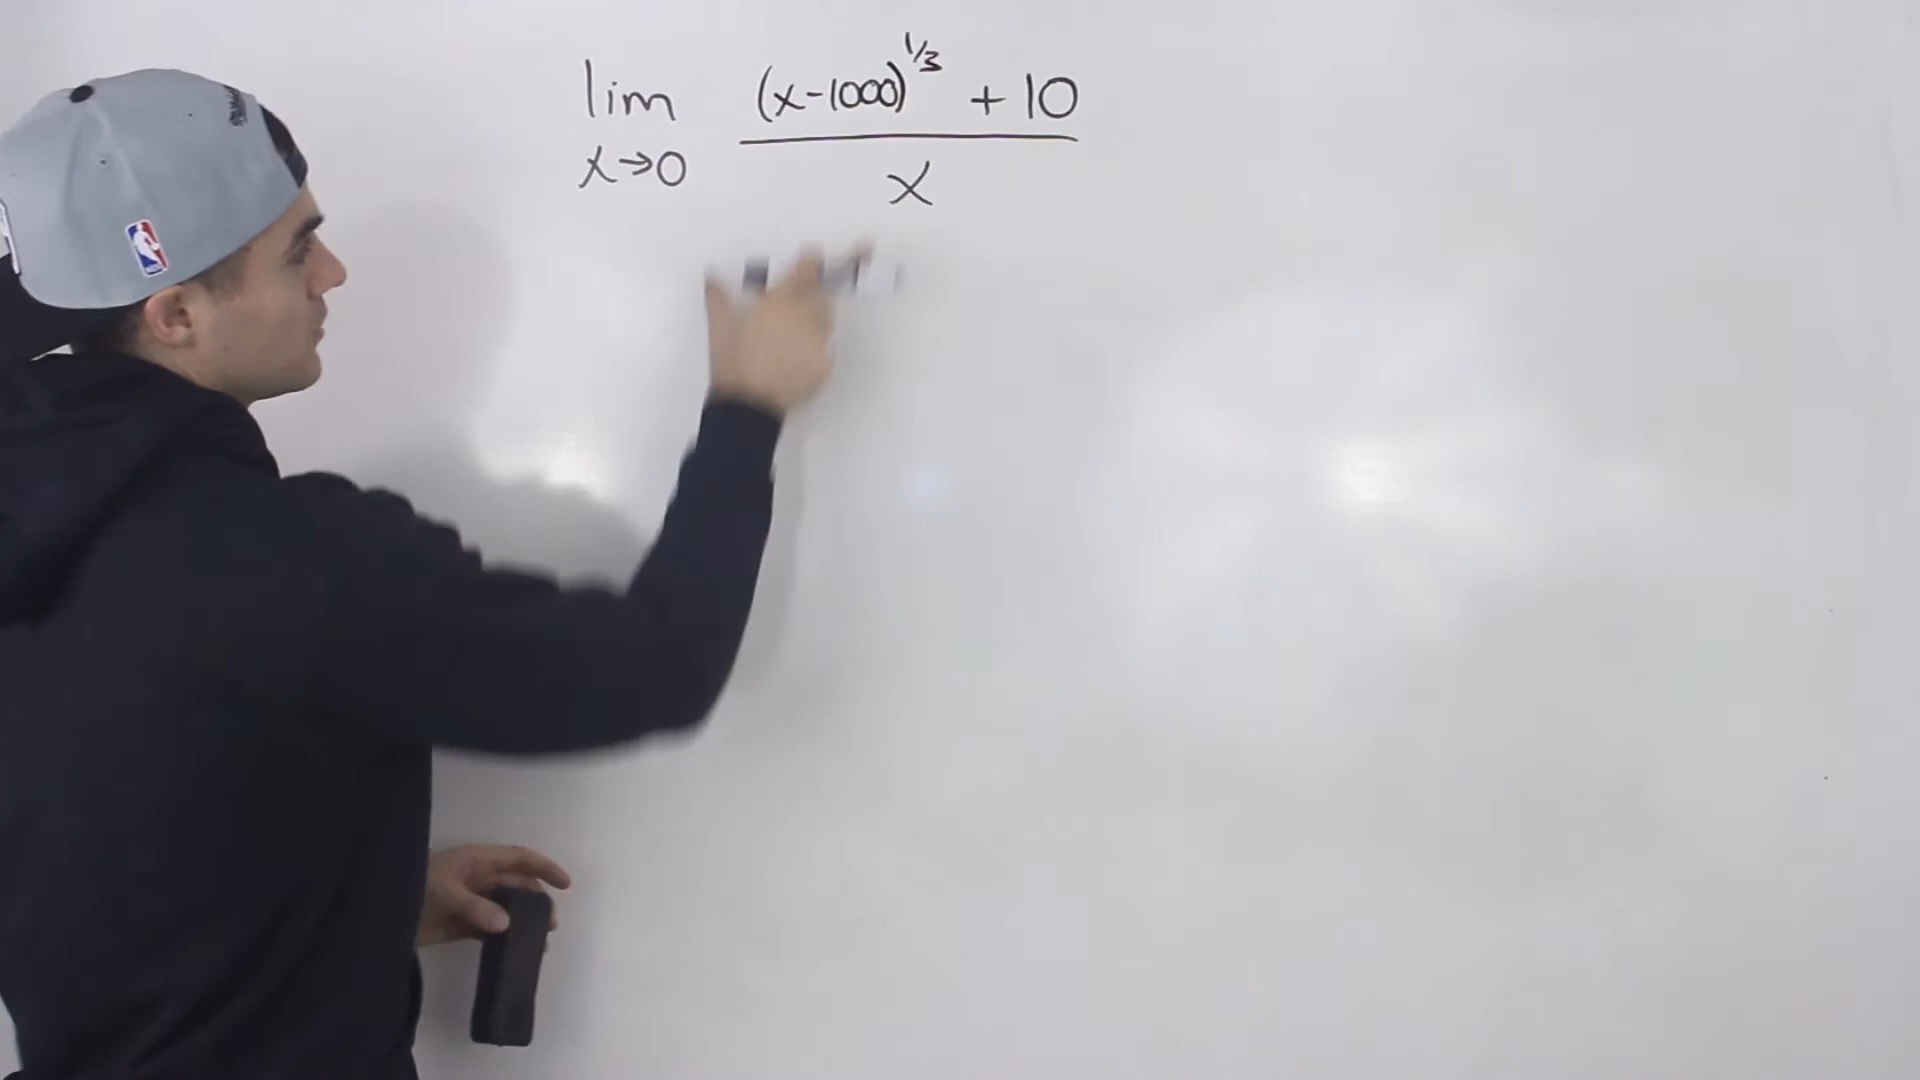 lim (x-1000)^1/3 + 10
x→0 x